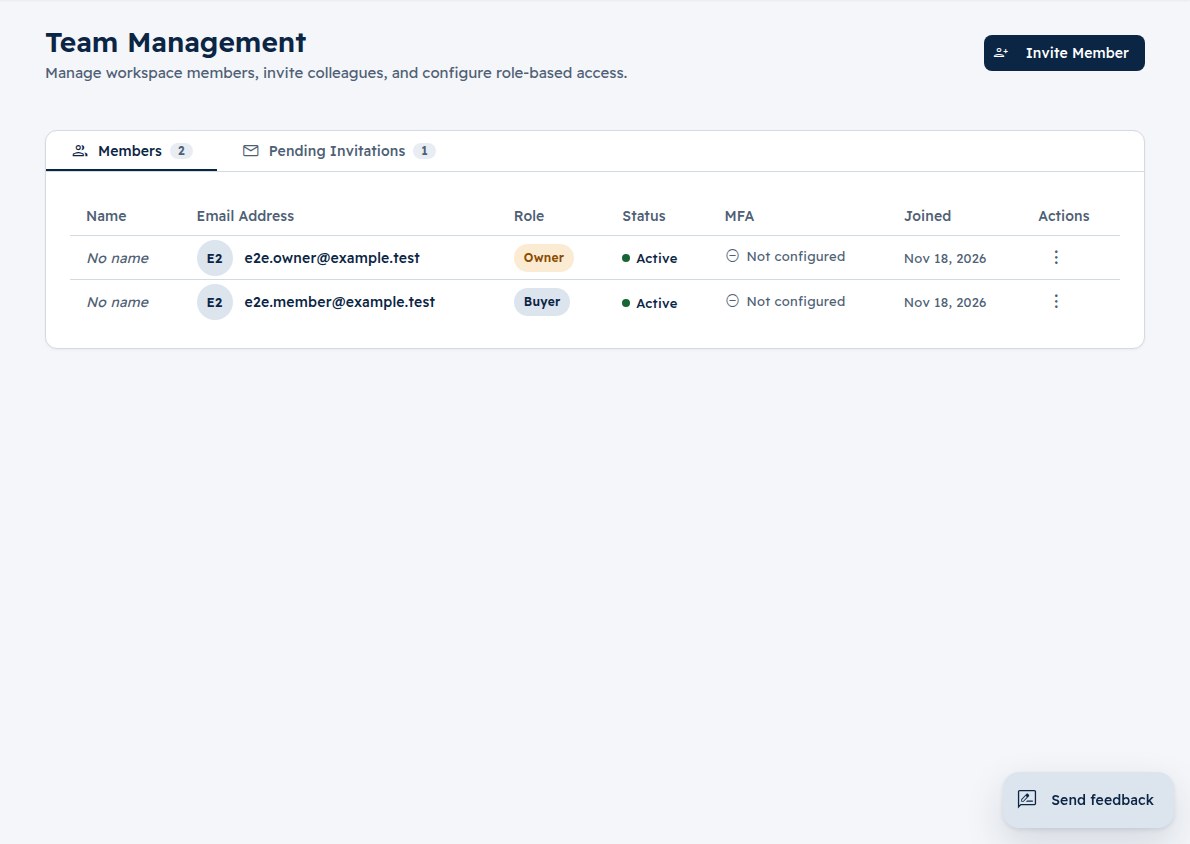 Team Management
Manage workspace members, invite colleagues, and configure role-based access.
Invite Member
Members 2 Pending Invitations 1
Name Email Address Role Status MFA Joined Actions
No name E2 e2e.owner@example.test Owner Active Not configured Nov 18, 2026
No name E2 e2e.member@example.test Buyer Active Not configured Nov 18, 2026
Send feedback